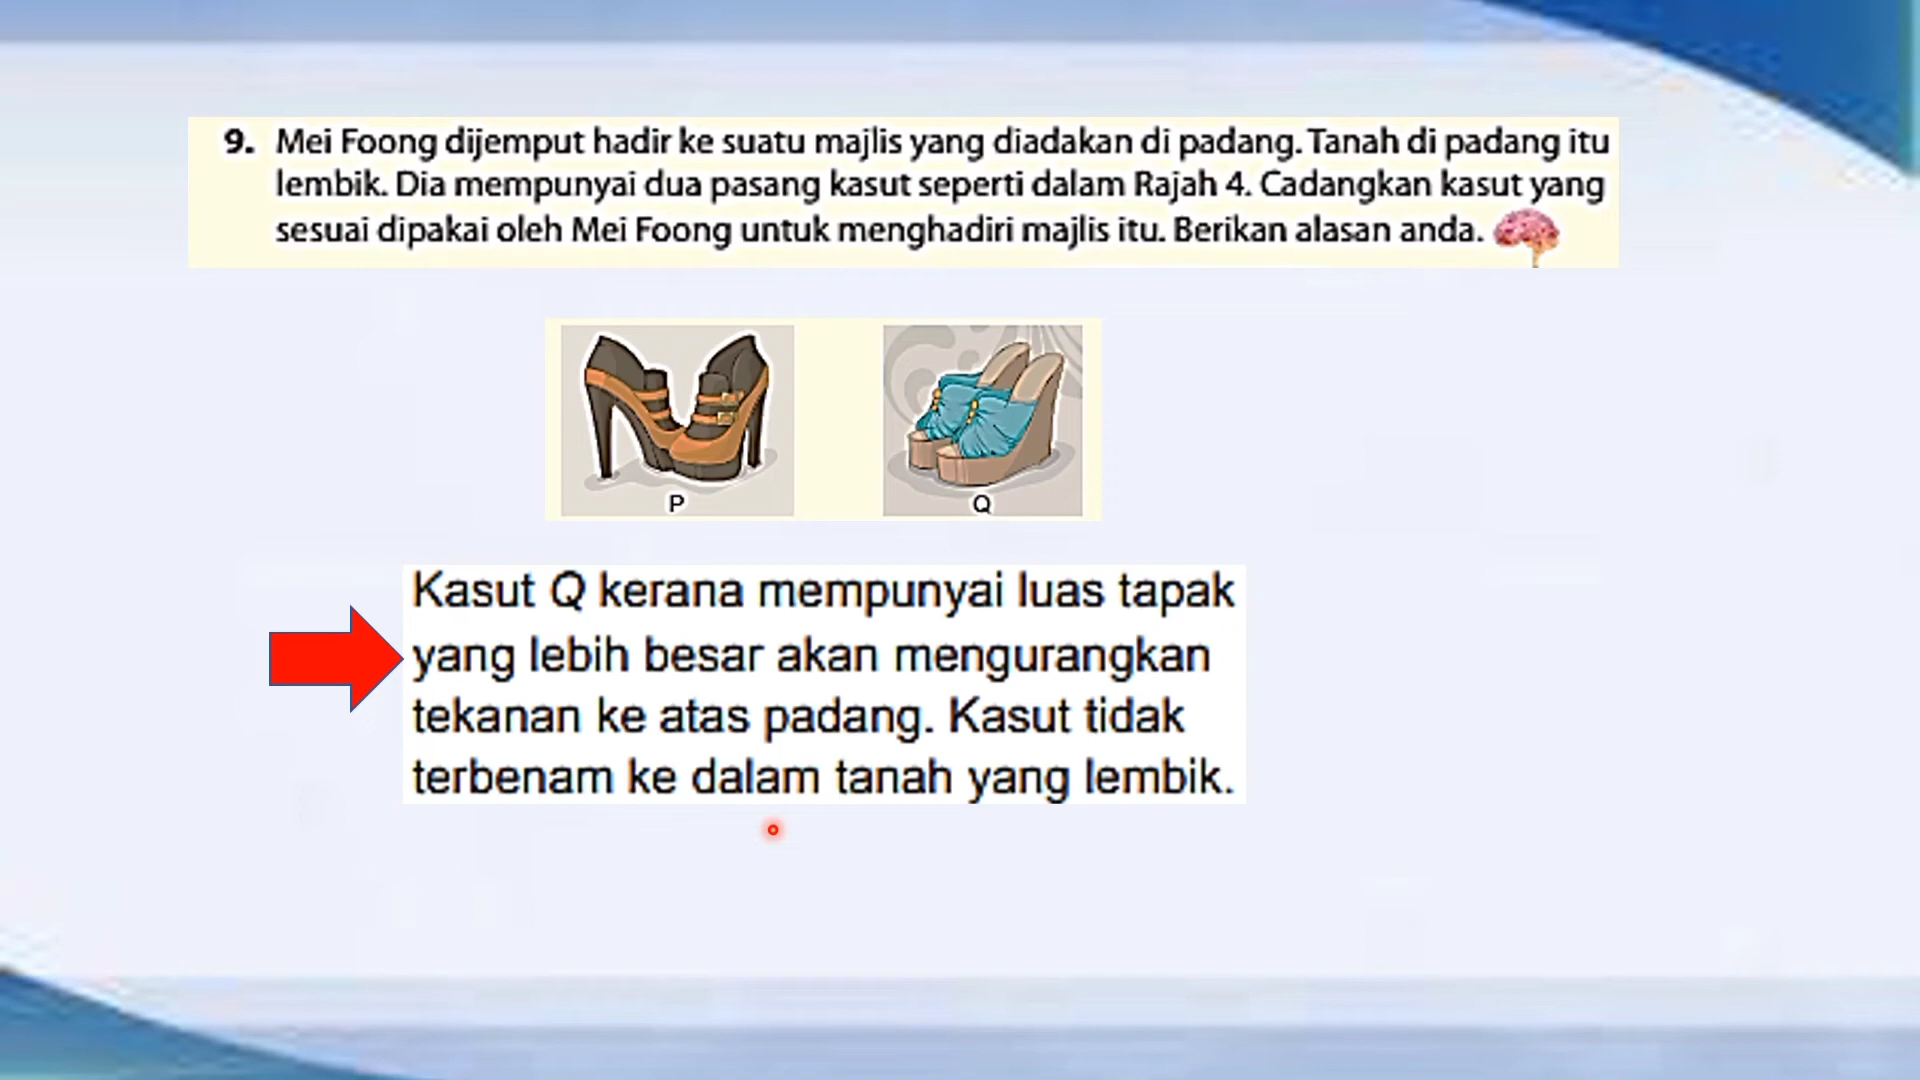 9. Mei Foong dijemput hadir ke suatu majlis yang diadakan di padang. Tanah di padang itu
lembik. Dia mempunyai dua pasang kasut seperti dalam Rajah 4. Cadangkan kasut yang
sesuai dipakai oleh Mei Foong untuk menghadiri majlis itu. Berikan alasan anda.
P
Q
Kasut Q kerana mempunyai luas tapak
yang lebih besar akan mengurangkan
tekanan ke atas padang. Kasut tidak
terbenam ke dalam tanah yang lembik.